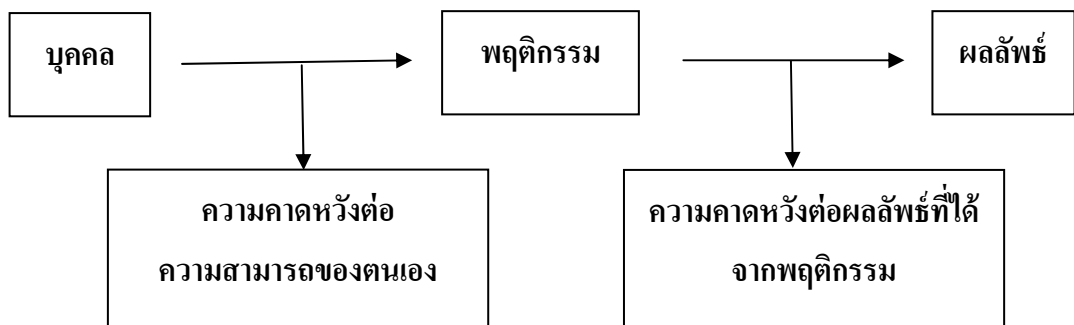 บุคคล
พฤติกรรม
ผลลัพธ์
ความคาดหวังต่อ
ความสามารถของตนเอง
ความคาดหวังต่อผลลัพธ์ที่ได้
จากพฤติกรรม